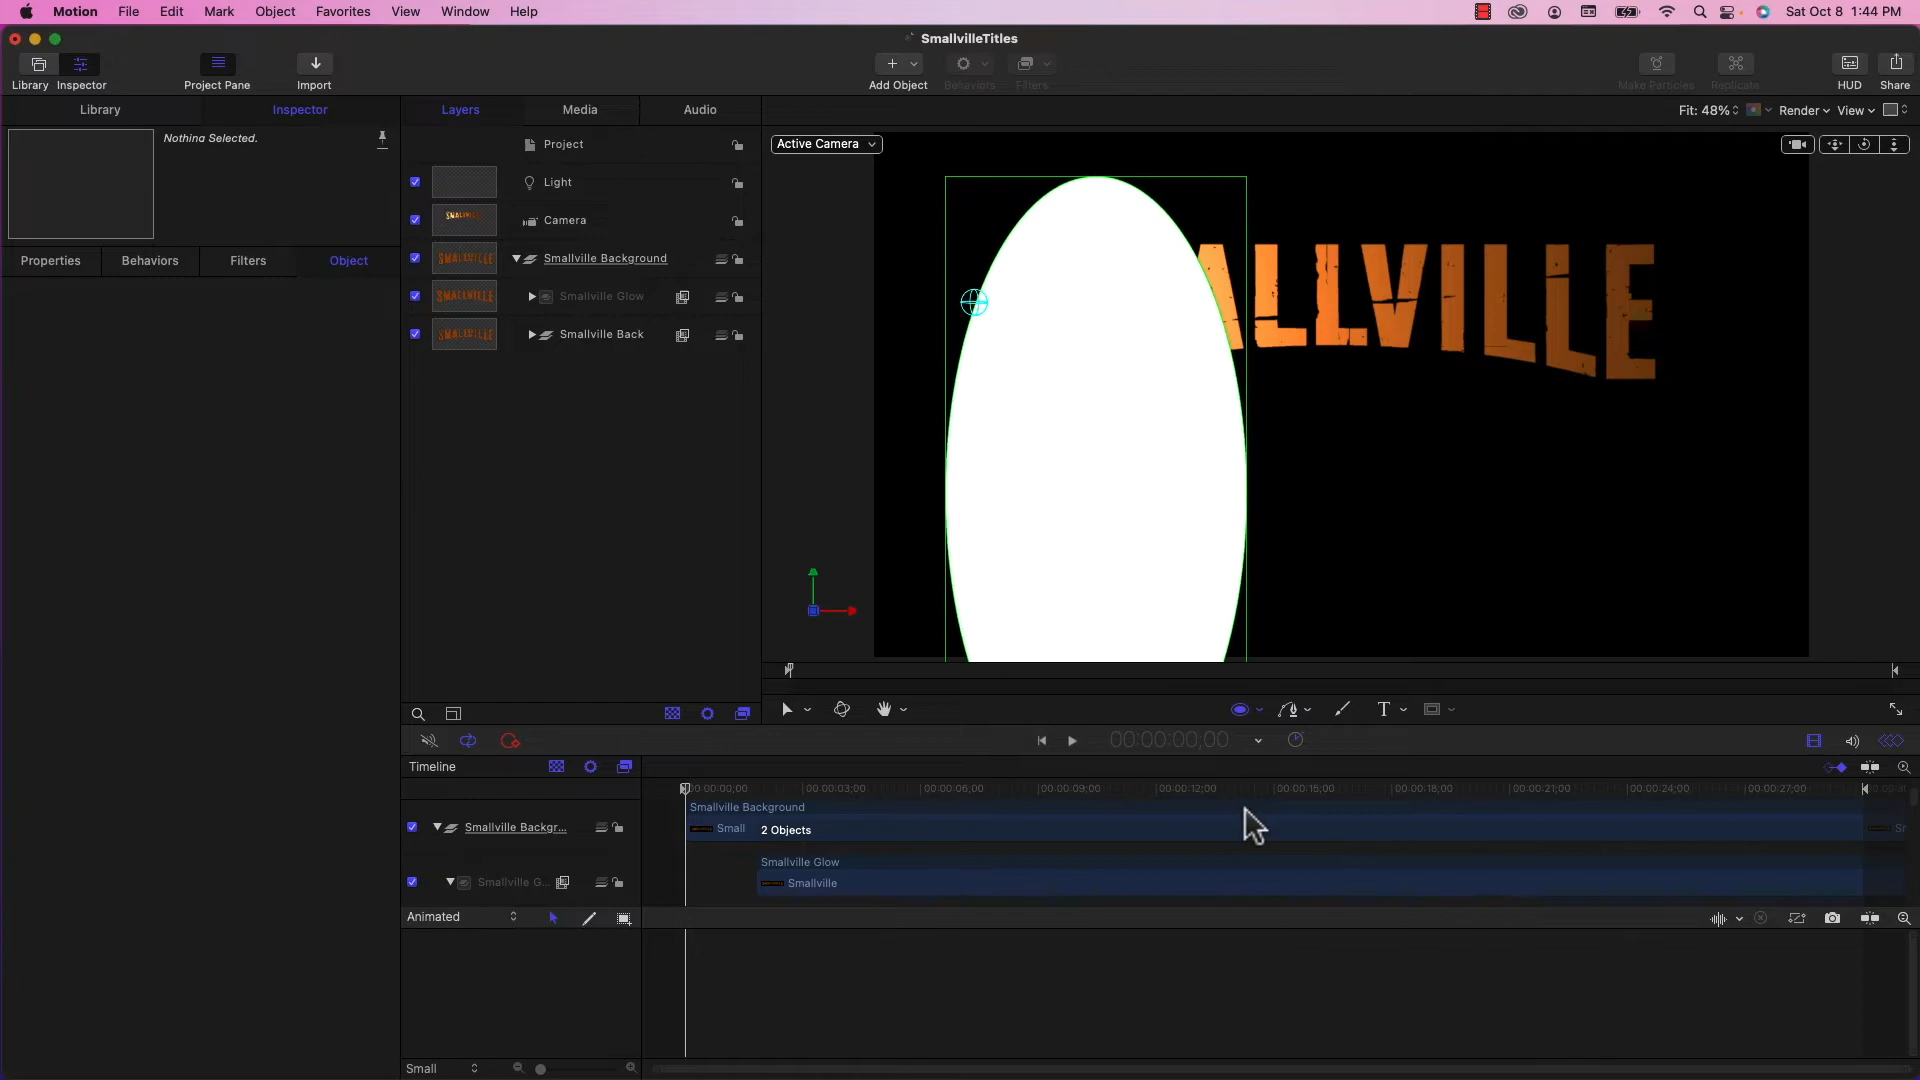 Motion File Edit Mark Object Favorites View Window Help Sat Oct 8 1:44 PM
SmallvilleTitles
Library Inspector Project Pane Import Add Object Behaviors Filters Make Particles Replicate HUD Share
Library Inspector Layers Media Audio Fit: 48% Render View
Nothing Selected.
Project
Active Camera
Light
Camera
Properties Behaviors Filters Object
Smallville Background
Smallville Glow
Smallville Back
ALLVILLE
00:00:00;00
Timeline
00:00:00;00 00:00:03;00 00:00:06;00 00:00:09;00 00:00:12;00 00:00:15;00 00:00:18;00 00:00:21;00 00:00:24;00 00:00:27;00
Smallville Background
Smallville Backgr... Small 2 Objects Sr
Smallville Glow
Smallville G... Smallville
Animated
Small